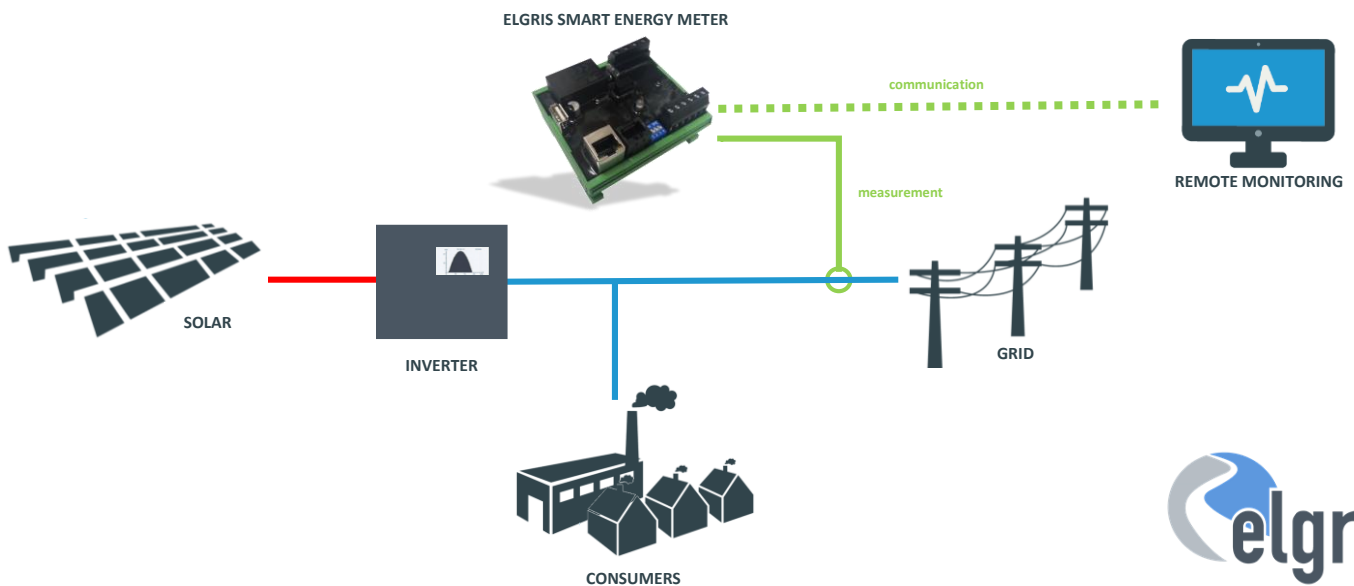 ELGRIS SMART ENERGY METER
communication
REMOTE MONITORING
measurement
SOLAR
INVERTER
GRID
CONSUMERS
elgr